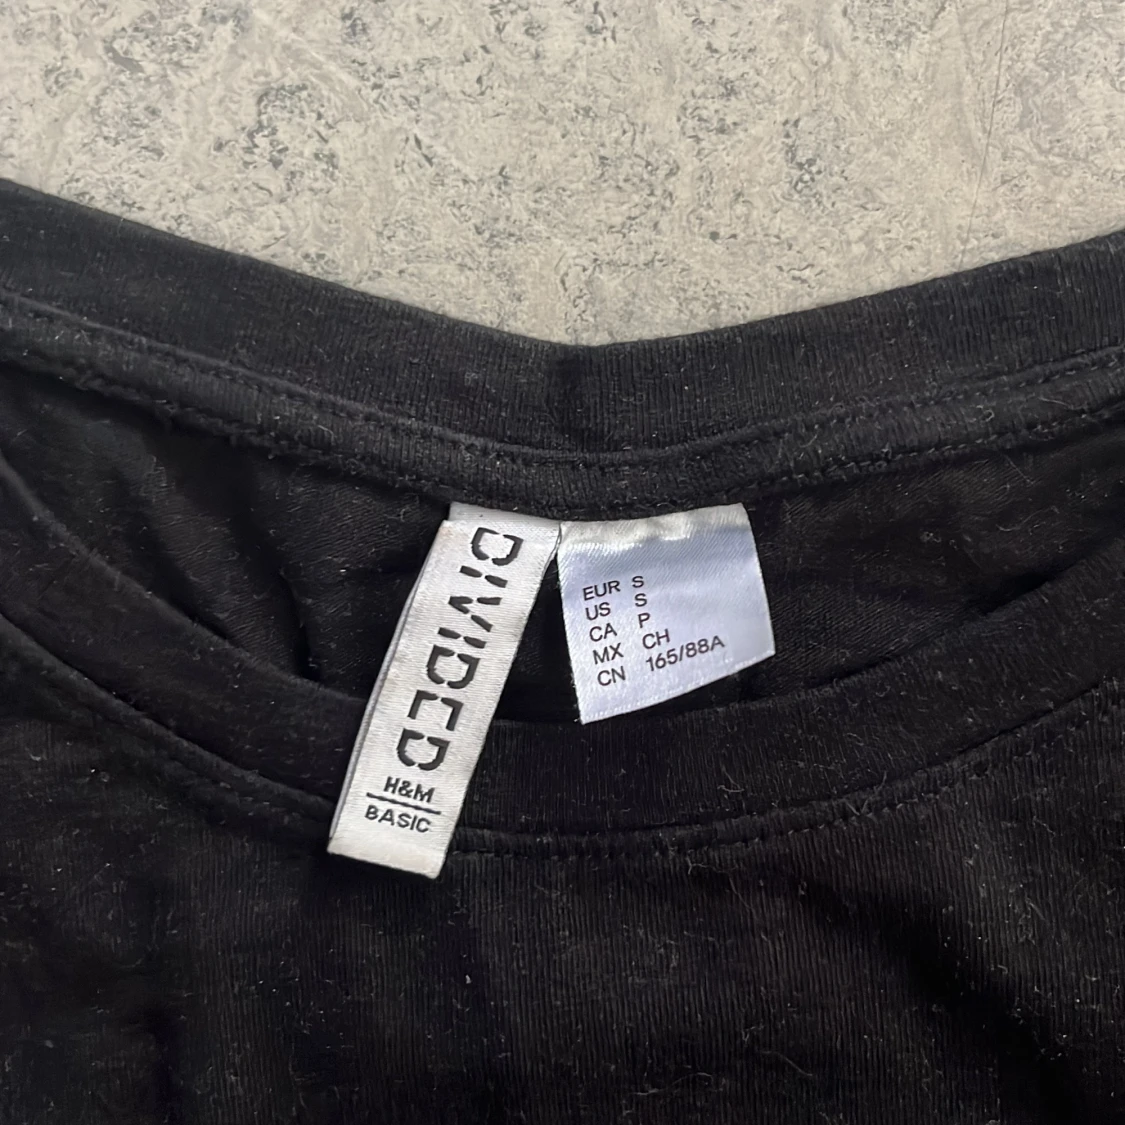 DIVIDED
H&M
BASIC
EUR S
US S
CA P
MX CH
CN 165/88A